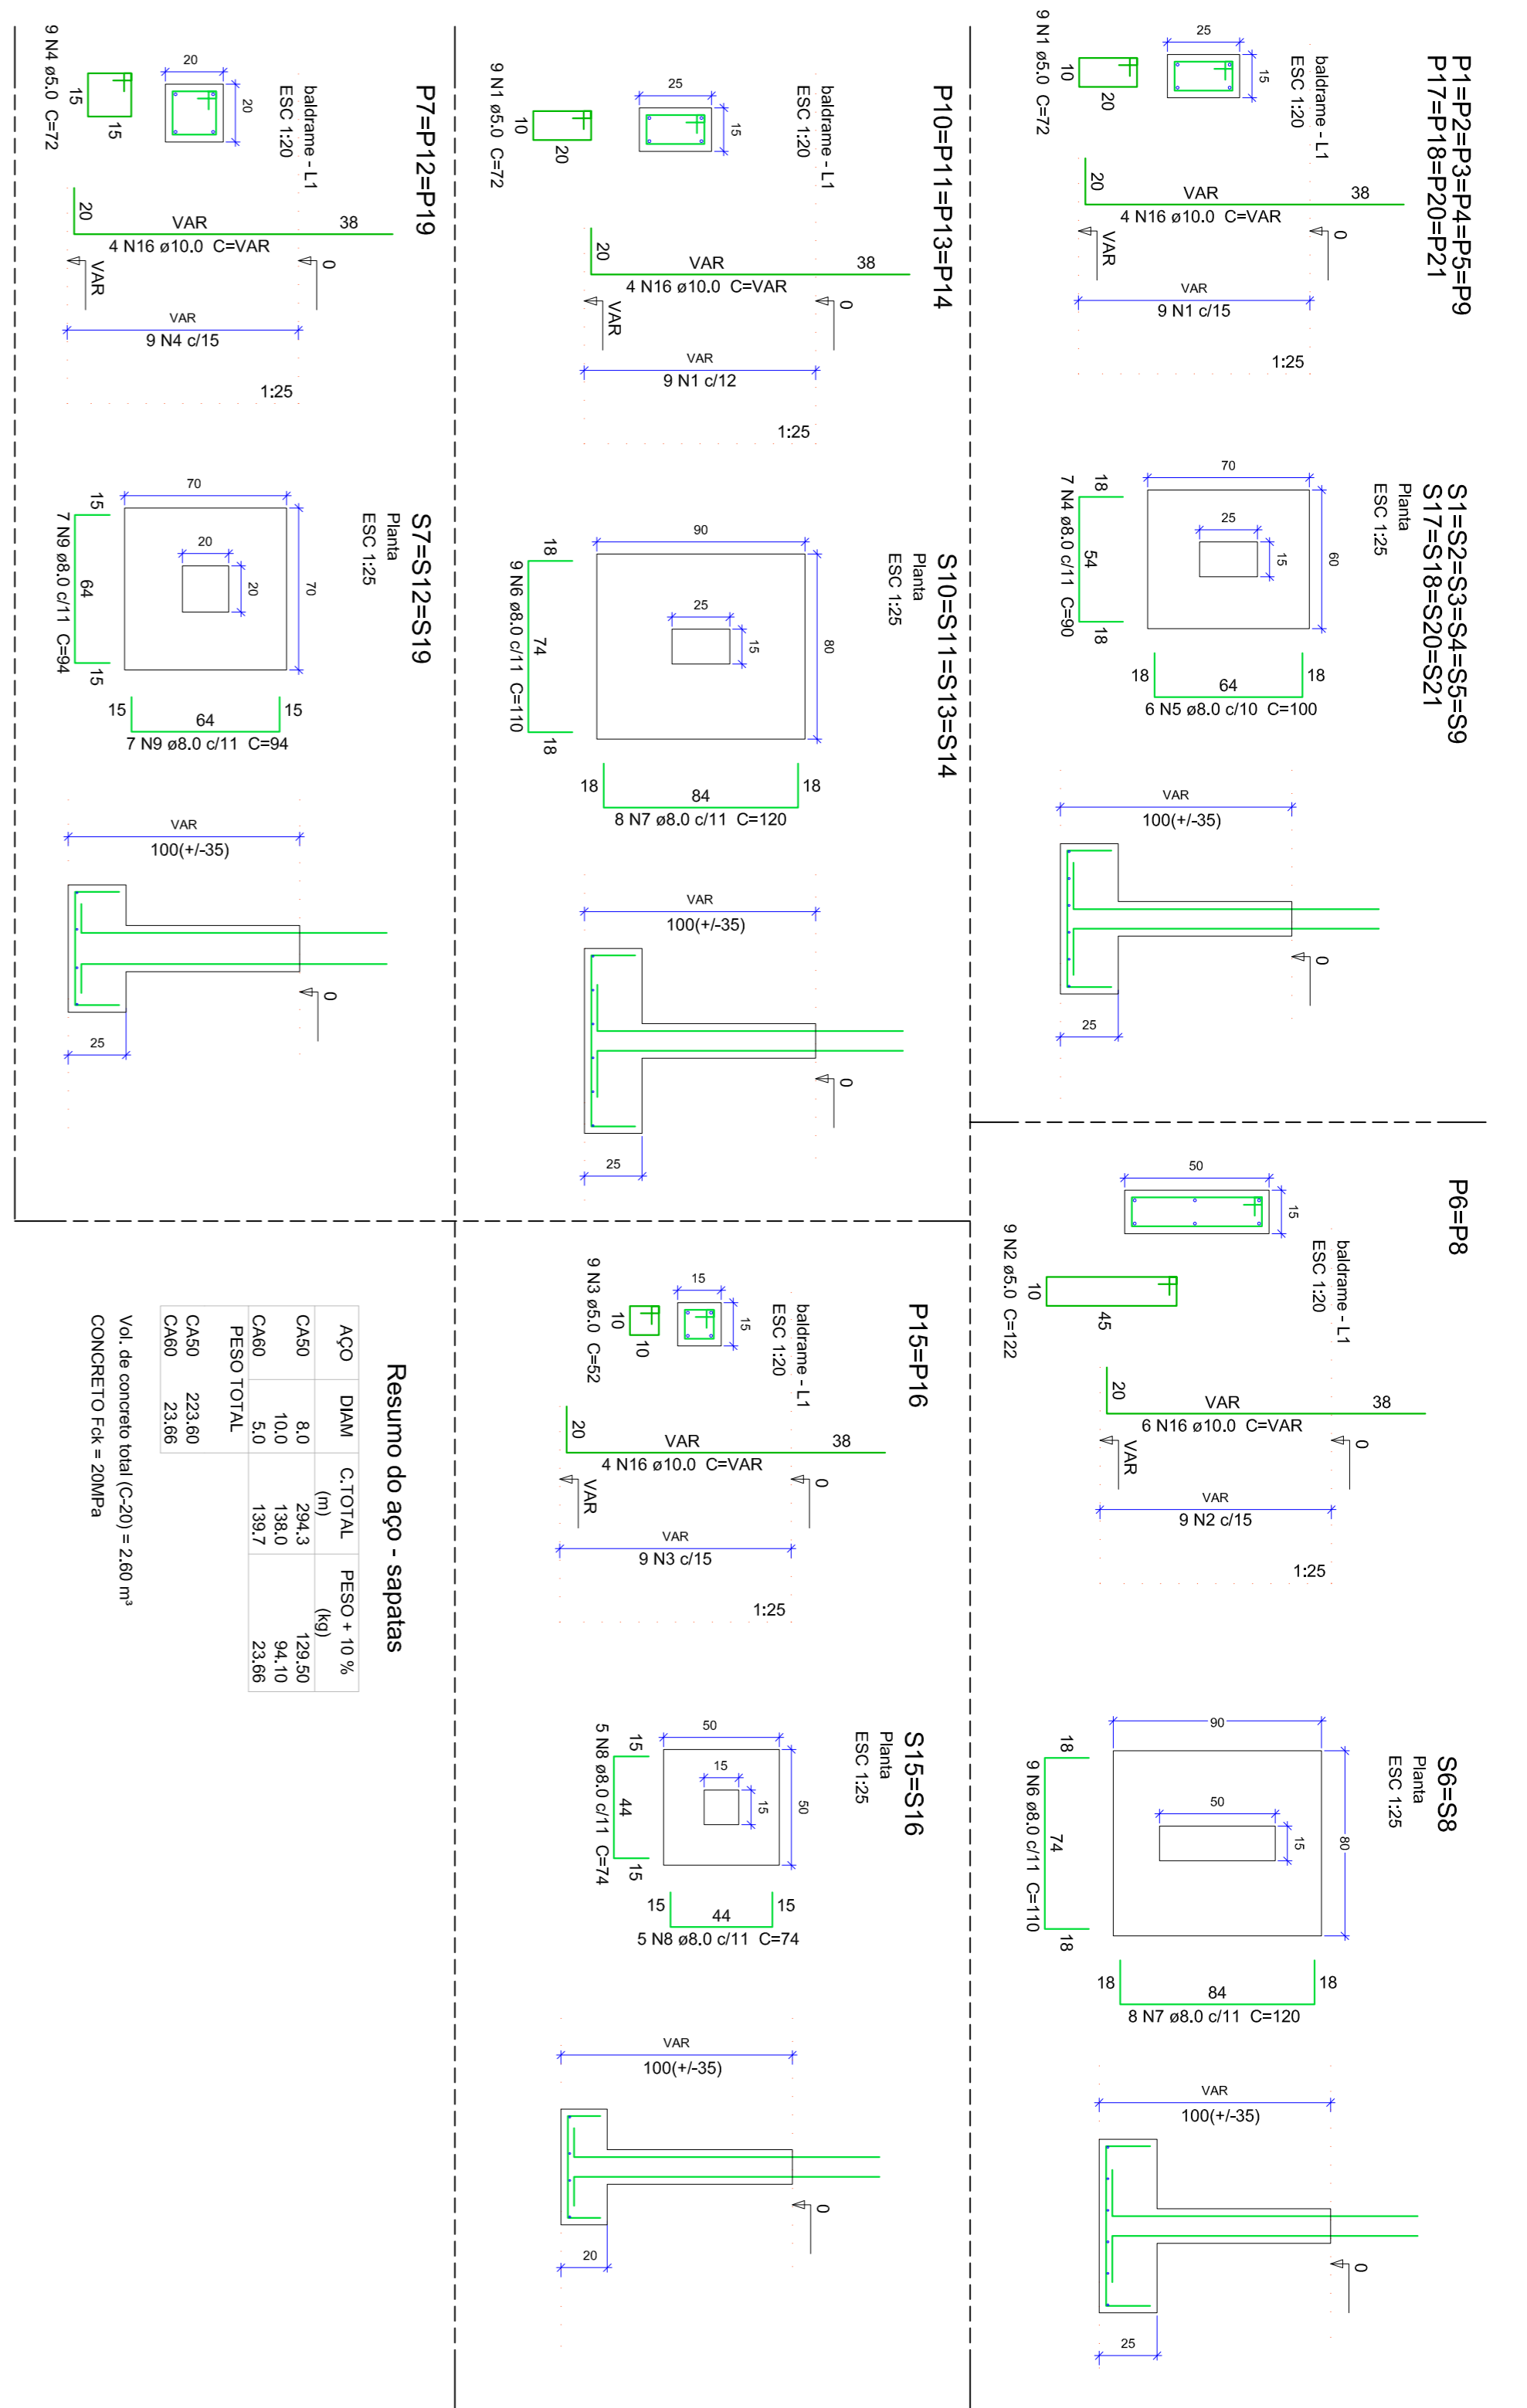 P1=P2=P3=P4=P5=P9
P17=P18=P20=P21
baldrame - L1
ESC 1:20
25
15
20
10
9 N1 ø5.0 C=72
38
VAR
20
4 N16 ø10.0 C=VAR
0
VAR
VAR
9 N1 c/15
1:25
S1=S2=S3=S4=S5=S9
S17=S18=S20=S21
Planta
ESC 1:25
70
60
25
15
18
54
18
7 N4 ø8.0 c/11 C=90
18
64
18
6 N5 ø8.0 c/10 C=100
VAR
100(+/-35)
0
25
P6=P8
baldrame - L1
ESC 1:20
50
15
45
10
9 N2 ø5.0 C=122
38
VAR
20
6 N16 ø10.0 C=VAR
0
VAR
VAR
9 N2 c/15
1:25
S6=S8
Planta
ESC 1:25
90
80
50
15
18
74
18
9 N6 ø8.0 c/11 C=110
18
84
18
8 N7 ø8.0 c/11 C=120
VAR
100(+/-35)
0
25
P10=P11=P13=P14
baldrame - L1
ESC 1:20
25
15
20
10
9 N1 ø5.0 C=72
38
VAR
20
4 N16 ø10.0 C=VAR
0
VAR
VAR
9 N1 c/12
1:25
S10=S11=S13=S14
Planta
ESC 1:25
90
80
25
15
18
74
18
9 N6 ø8.0 c/11 C=110
18
84
18
8 N7 ø8.0 c/11 C=120
VAR
100(+/-35)
0
25
P15=P16
baldrame - L1
ESC 1:20
15
15
10
10
9 N3 ø5.0 C=52
38
VAR
20
4 N16 ø10.0 C=VAR
0
VAR
VAR
9 N3 c/15
1:25
S15=S16
Planta
ESC 1:25
50
50
15
15
15
44
15
5 N8 ø8.0 c/11 C=74
15
44
15
5 N8 ø8.0 c/11 C=74
VAR
100(+/-35)
0
20
P7=P12=P19
baldrame - L1
ESC 1:20
20
20
15
15
9 N4 ø5.0 C=72
38
VAR
20
4 N16 ø10.0 C=VAR
0
VAR
VAR
9 N4 c/15
1:25
S7=S12=S19
Planta
ESC 1:25
70
70
20
20
15
64
15
7 N9 ø8.0 c/11 C=94
15
64
15
7 N9 ø8.0 c/11 C=94
VAR
100(+/-35)
0
25
Resumo do aço - sapatas
AÇO DIAM C.TOTAL PESO + 10 %
(m) (kg)
CA50 8.0 294.3 129.50
10.0 138.0 94.10
CA60 5.0 139.7 23.66
PESO TOTAL
CA50 223.60
CA60 23.66
Vol. de concreto total (C-20) = 2.60 m³
CONCRETO Fck = 20MPa